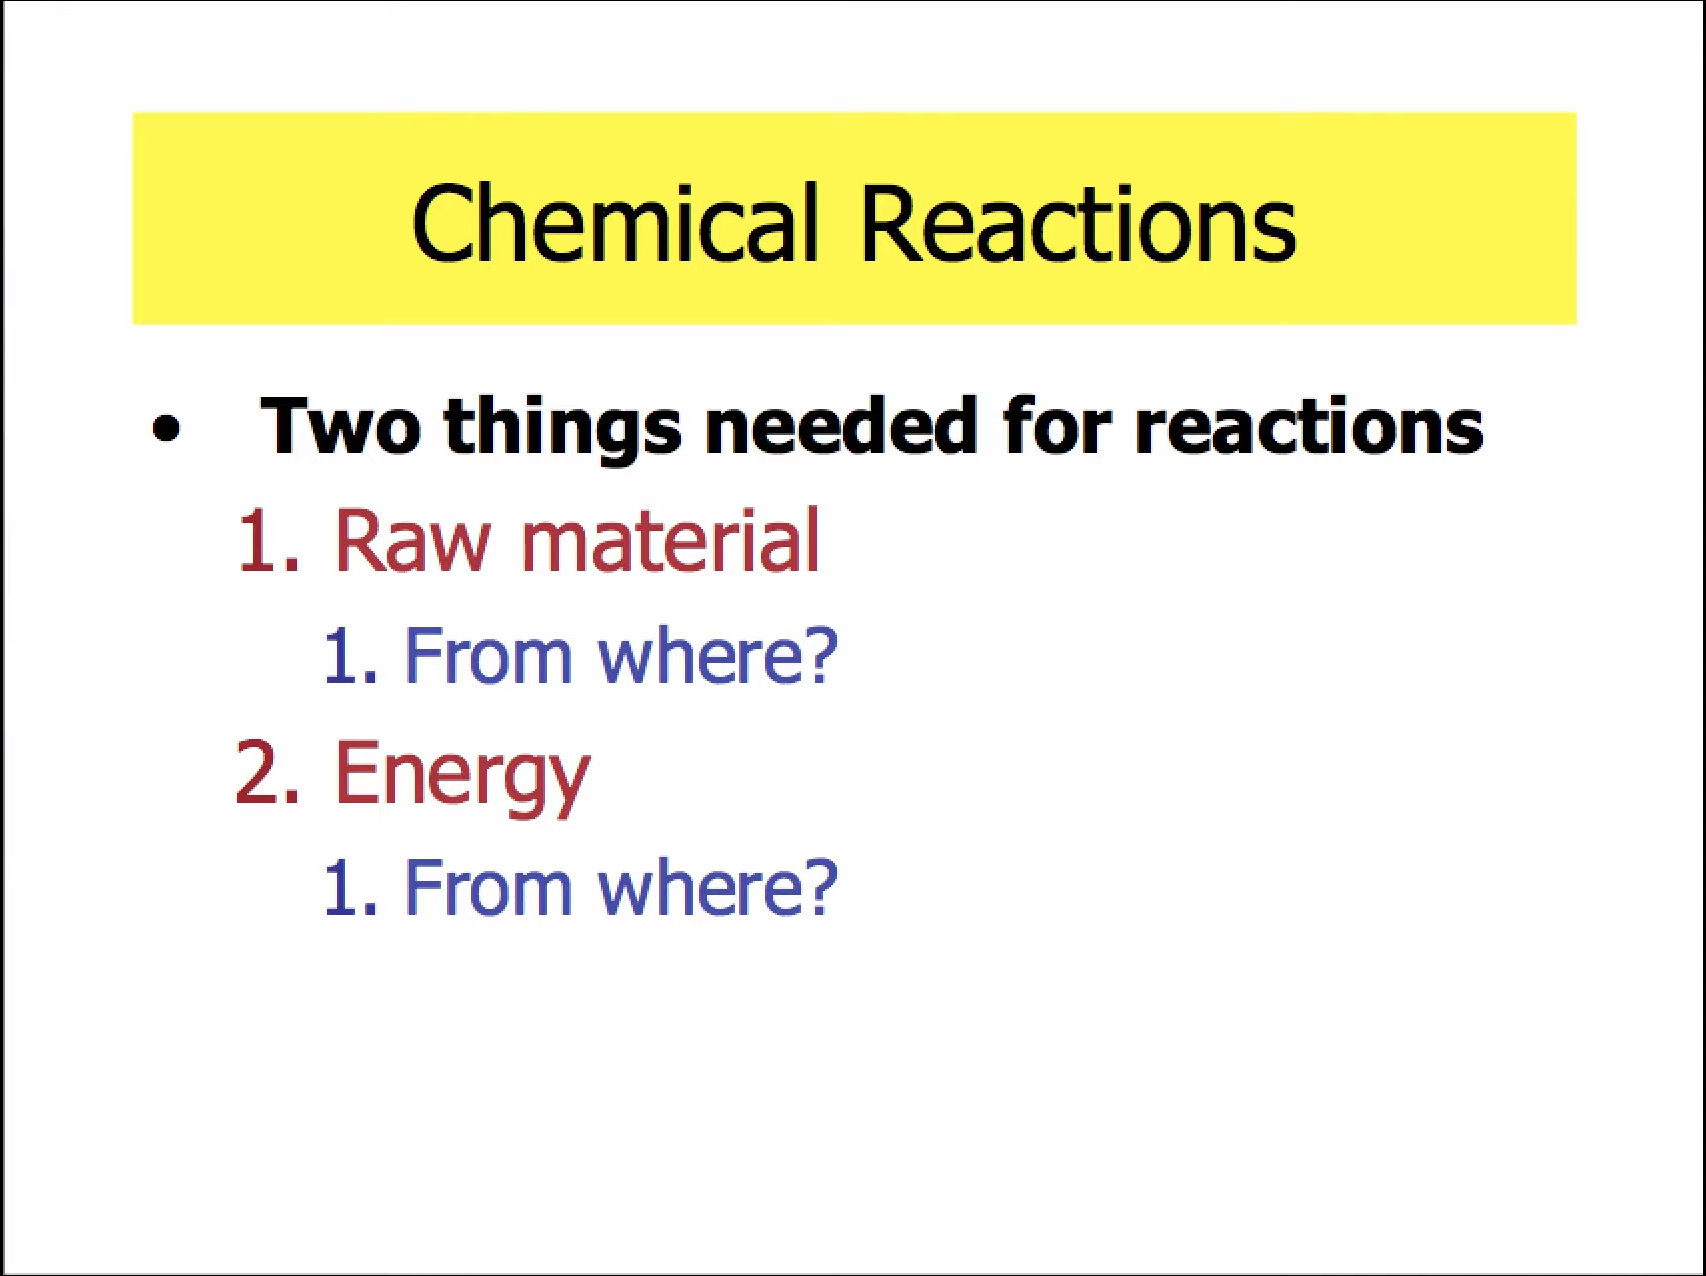 Chemical Reactions
• Two things needed for reactions
1. Raw material
1. From where?
2. Energy
1. From where?